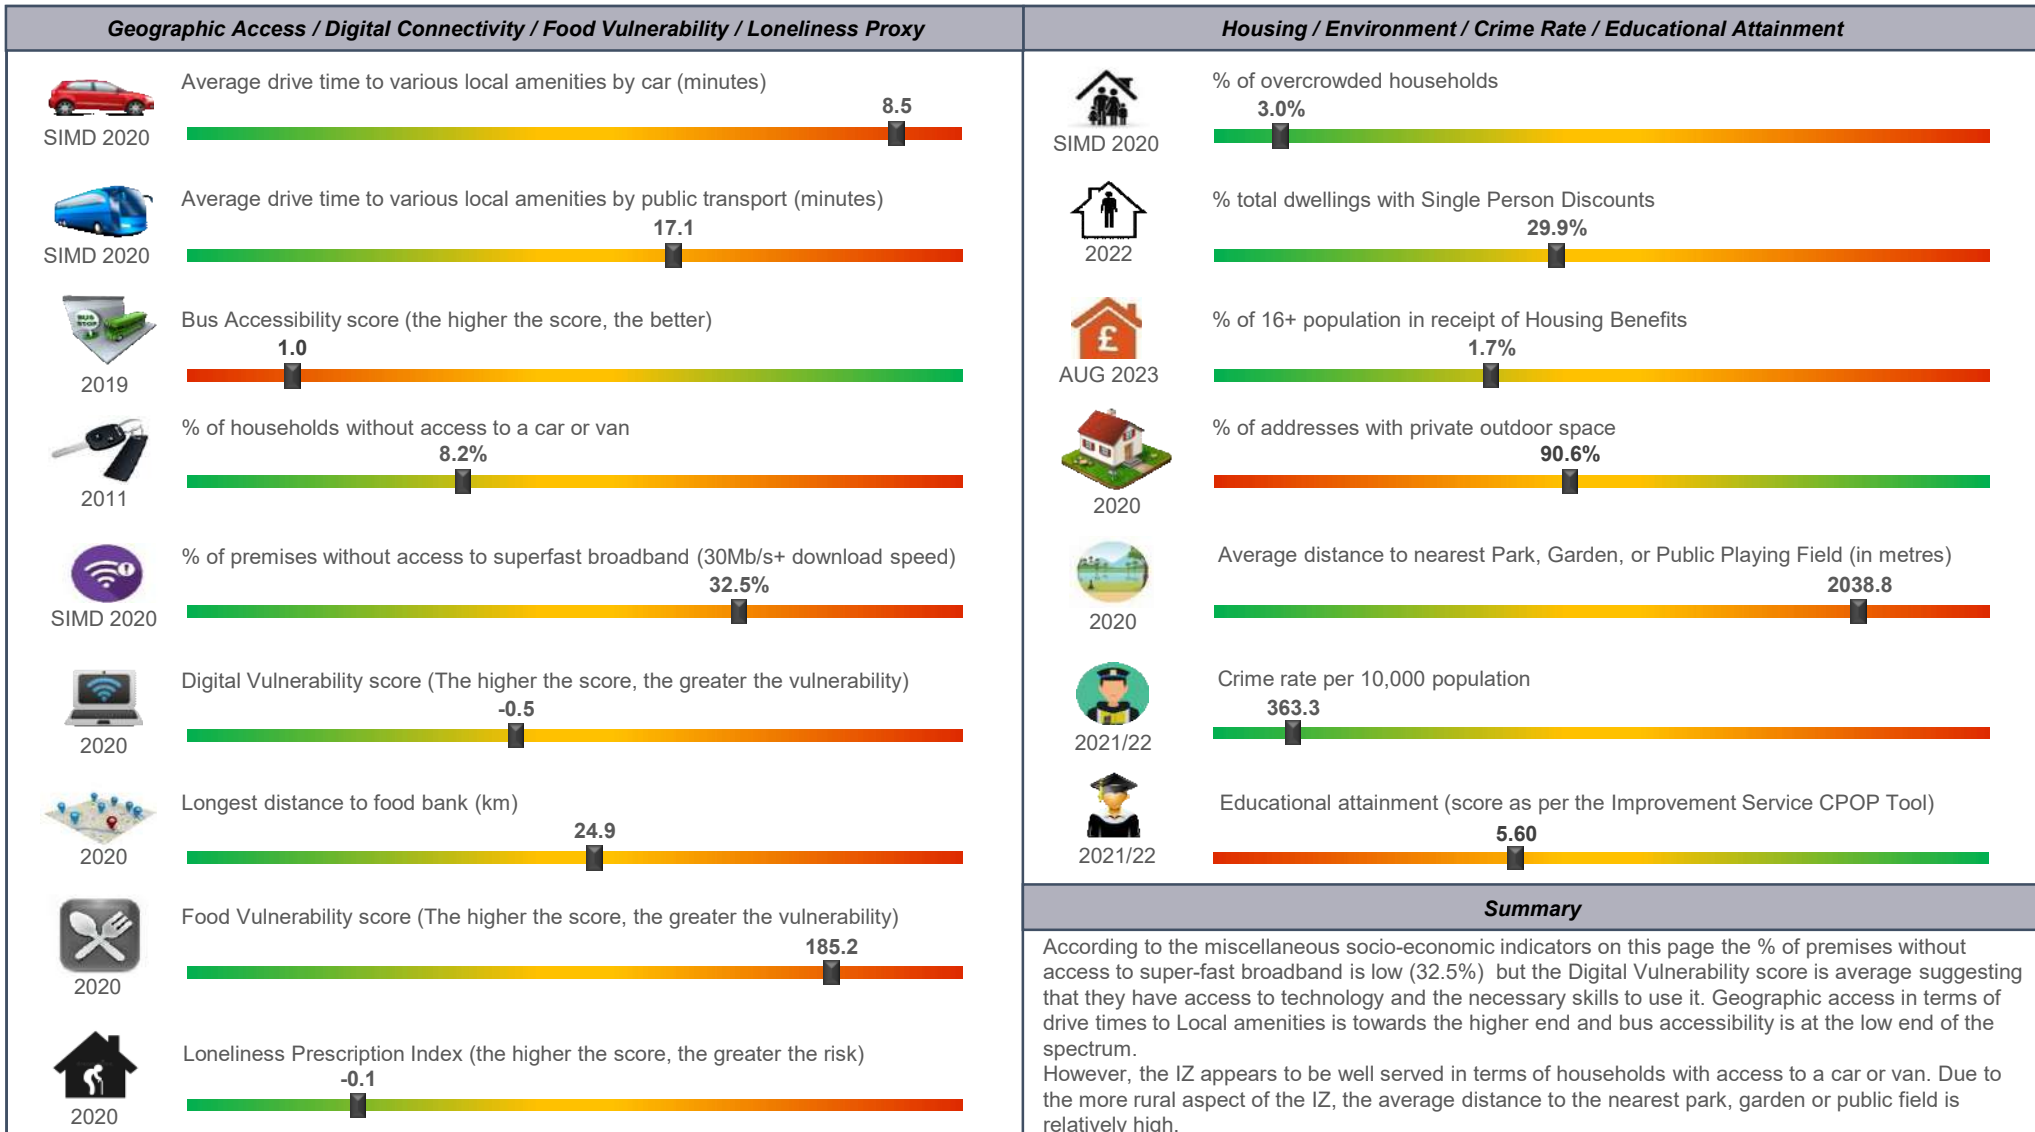 Geographic Access / Digital Connectivity / Food Vulnerability / Loneliness Proxy
Average drive time to various local amenities by car (minutes)
8.5
SIMD 2020
Average drive time to various local amenities by public transport (minutes)
17.1
SIMD 2020
Bus Accessibility score (the higher the score, the better)
BUS STOP
1.0
2019
% of households without access to a car or van
8.2%
2011
% of premises without access to superfast broadband (30Mb/s+ download speed)
32.5%
SIMD 2020
Digital Vulnerability score (The higher the score, the greater the vulnerability)
-0.5
2020
Longest distance to food bank (km)
24.9
2020
Food Vulnerability score (The higher the score, the greater the vulnerability)
185.2
2020
Loneliness Prescription Index (the higher the score, the greater the risk)
-0.1
2020
Housing / Environment / Crime Rate / Educational Attainment
% of overcrowded households
3.0%
SIMD 2020
% total dwellings with Single Person Discounts
29.9%
2022
% of 16+ population in receipt of Housing Benefits
1.7%
£
AUG 2023
% of addresses with private outdoor space
90.6%
2020
Average distance to nearest Park, Garden, or Public Playing Field (in metres)
2038.8
2020
Crime rate per 10,000 population
363.3
2021/22
Educational attainment (score as per the Improvement Service CPOP Tool)
5.60
2021/22
Summary
According to the miscellaneous socio-economic indicators on this page the % of premises without
access to super-fast broadband is low (32.5%) but the Digital Vulnerability score is average suggesting
that they have access to technology and the necessary skills to use it. Geographic access in terms of
drive times to Local amenities is towards the higher end and bus accessibility is at the low end of the
spectrum.
However, the IZ appears to be well served in terms of households with access to a car or van. Due to
the more rural aspect of the IZ, the average distance to the nearest park, garden or public field is
relatively high.